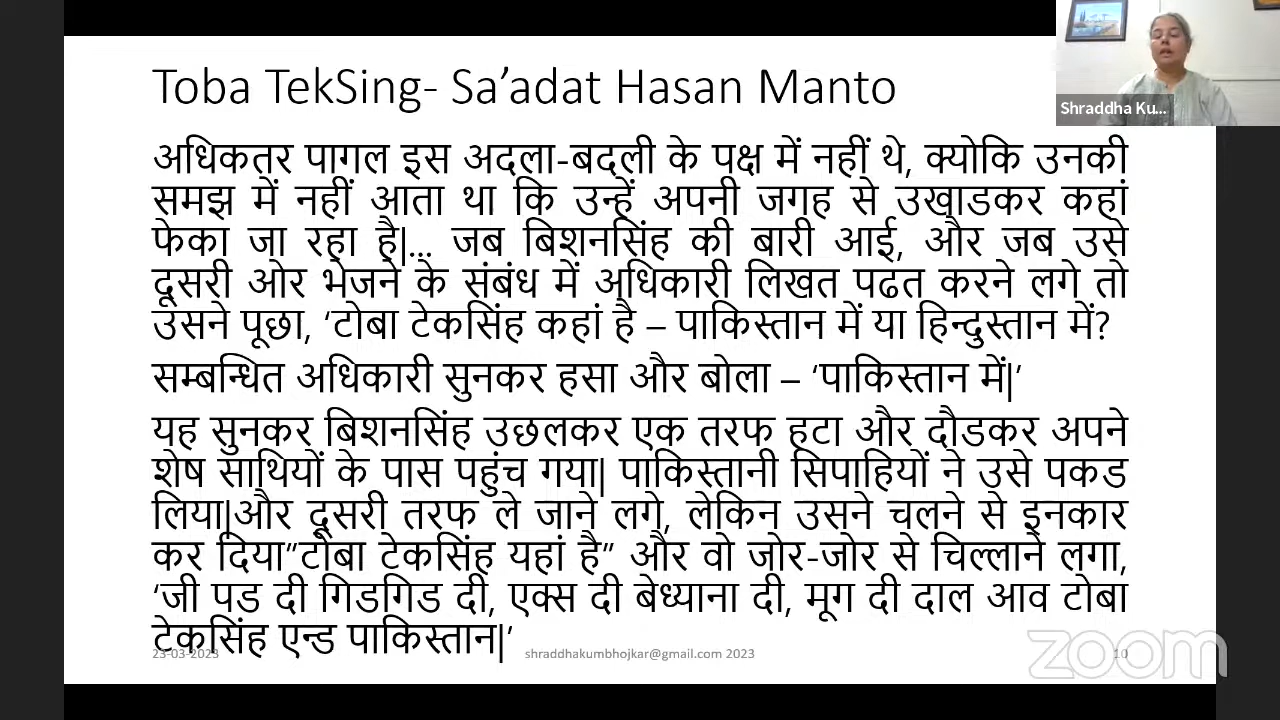 Toba TekSing- Sa’adat Hasan Manto
Shraddha Ku...
अधिकतर पागल इस अदला-बदली के पक्ष में नहीं थे, क्योकि उनकी
समझ में नहीं आता था कि उन्हें अपनी जगह से उखाडकर कहां
फेका जा रहा है|... जब बिशनसिंह की बारी आई, और जब उसे
दूसरी ओर भेजने के संबंध में अधिकारी लिखत पढत करने लगे तो
उसने पूछा, ‘टोबा टेकसिंह कहां है – पाकिस्तान में या हिन्दुस्तान में?
सम्बन्धित अधिकारी सुनकर हसा और बोला – ‘पाकिस्तान में|’
यह सुनकर बिशनसिंह उछलकर एक तरफ हटा और दौडकर अपने
शेष साथियों के पास पहुंच गया| पाकिस्तानी सिपाहियों ने उसे पकड
लिया|और दूसरी तरफ ले जाने लगे, लेकिन उसने चलने से इनकार
कर दिया”टोबा टेकसिंह यहां है” और वो जोर-जोर से चिल्लाने लगा,
‘जी पड दी गिडगिड दी, एक्स दी बेध्याना दी, मूग दी दाल आव टोबा
टेकसिंह एन्ड पाकिस्तान|’
23-03-2023
shraddhakumbhojkar@gmail.com 2023
10
zoom